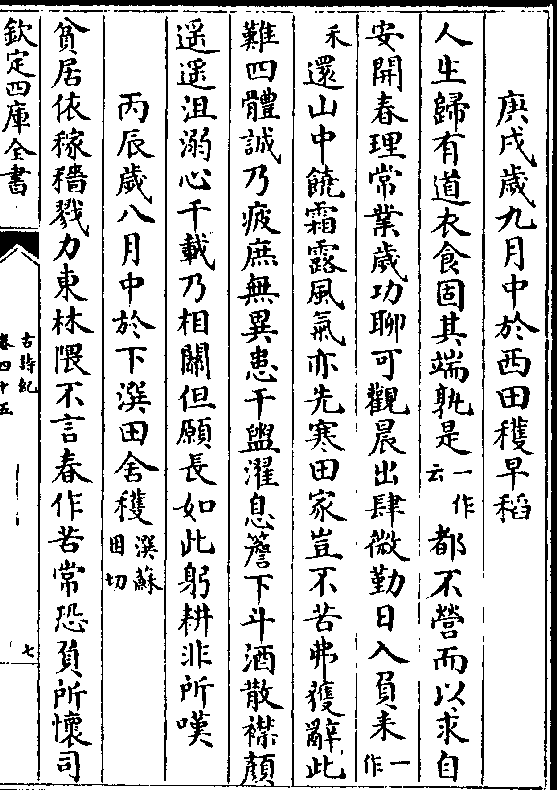 庚戌歲九月中於西田穫早稻
人生歸有道衣食固其端孰是一作云都不營而以求自
安開春理常業歲功聊可觀晨出肆微勤日入負耒一作
禾還山中饒霜露風氣亦先寒田家豈不苦弗獲辭此
難四體誠乃疲庶無異患干盥濯息簷下斗酒散襟顏
遥遥沮溺心千載乃相關但願長如此躬耕非所嘆
丙辰歲八月中於下潠田舍穫潠蘇困切
貧居依稼穡戮力東林隈不言春作苦常恐負所懷司
欽定四庫全書
古詩紀
卷四十五
七